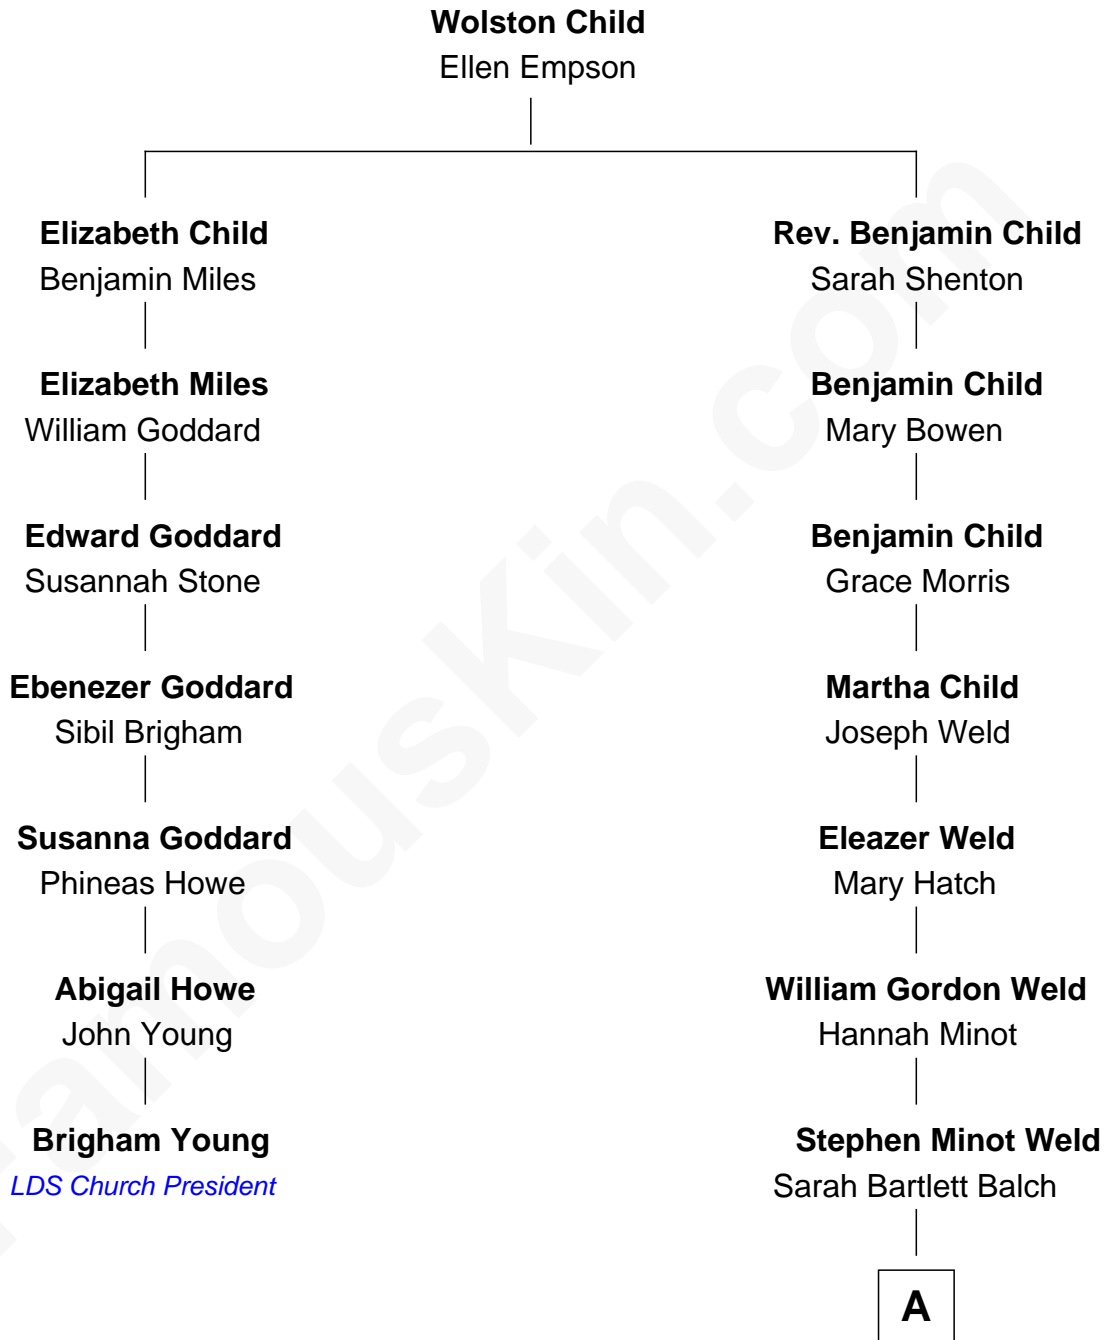 Wolston Child
Ellen Empson
Elizabeth Child
Benjamin Miles
Rev. Benjamin Child
Sarah Shenton
Elizabeth Miles
William Goddard
Benjamin Child
Mary Bowen
Edward Goddard
Susannah Stone
Benjamin Child
Grace Morris
Ebenezer Goddard
Sibil Brigham
Martha Child
Joseph Weld
Susanna Goddard
Phineas Howe
Eleazer Weld
Mary Hatch
Abigail Howe
John Young
William Gordon Weld
Hannah Minot
Brigham Young
LDS Church President
Stephen Minot Weld
Sarah Bartlett Balch
A
FamousKin.com